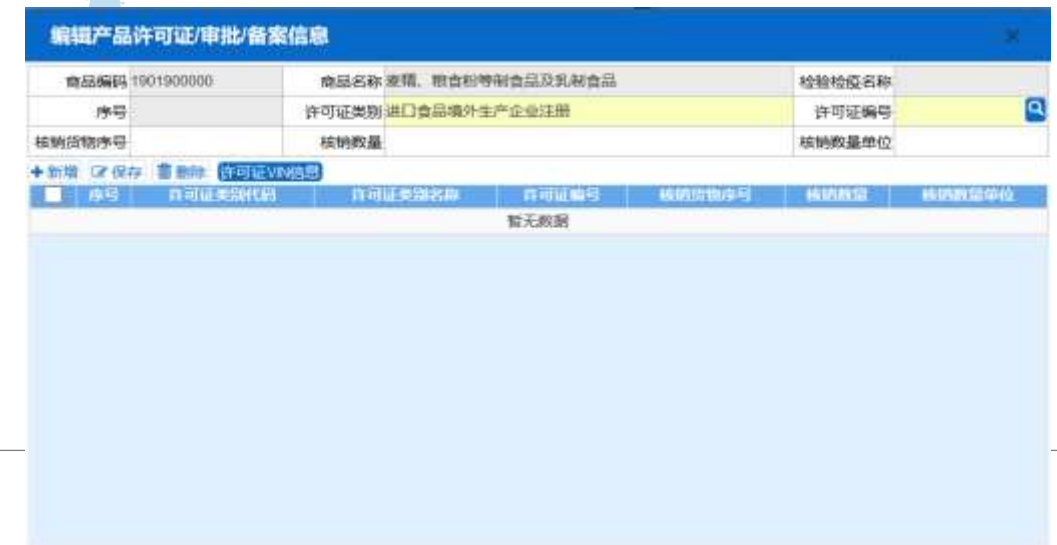 编辑产品许可证/审批/备案信息
商品编码 1901900000 商品名称 麦精、粮食粉等制食品及乳制食品 检验检疫名称
序号 许可证类别 进口食品境外生产企业注册 许可证编号
核销货物序号 核销数量 核销数量单位
新增 保存 删除 许可证VIN信息
序号 许可证类别代码 许可证类别名称 许可证编号 核销货物序号 核销数量 核销数量单位
暂无数据